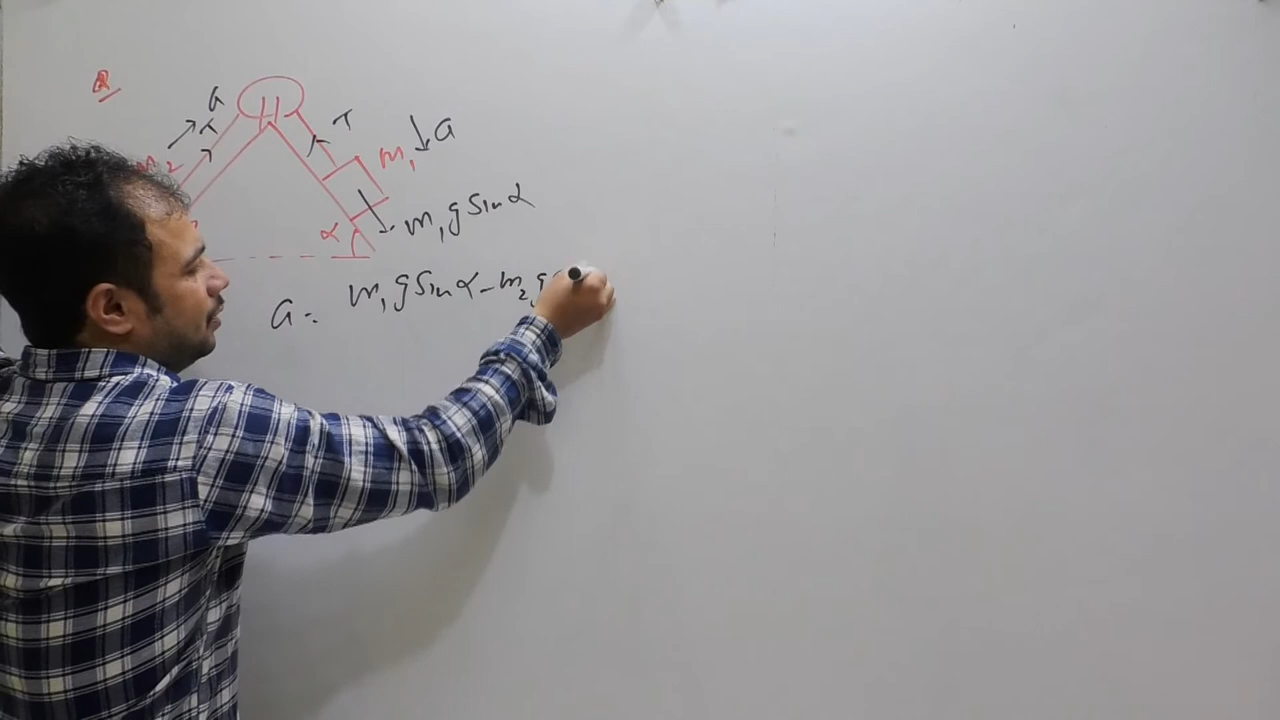 Q
a
T
T
m₁ ↓ a
m₂
m₁ g sin α
α
a = m₁ g sin α - m₂ g